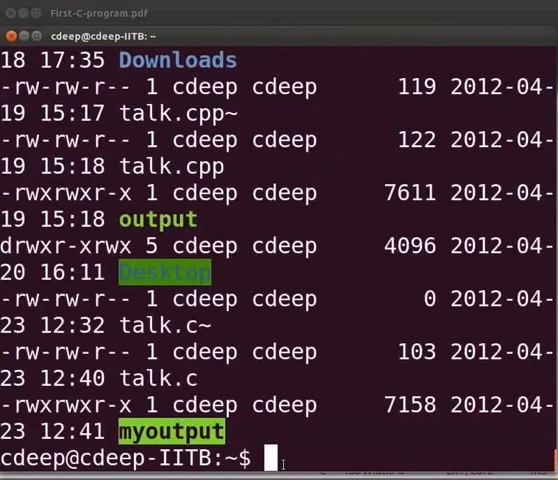 First-C-program.pdf
cdeep@cdeep-IITB: ~
18 17:35 Downloads
-rw-rw-r-- 1 cdeep cdeep 119 2012-04-
19 15:17 talk.cpp~
-rw-rw-r-- 1 cdeep cdeep 122 2012-04-
19 15:18 talk.cpp
-rwxrwxr-x 1 cdeep cdeep 7611 2012-04-
19 15:18 output
drwxr-xrwx 5 cdeep cdeep 4096 2012-04-
20 16:11 Desktop
-rw-rw-r-- 1 cdeep cdeep 0 2012-04-
23 12:32 talk.c~
-rw-rw-r-- 1 cdeep cdeep 103 2012-04-
23 12:40 talk.c
-rwxrwxr-x 1 cdeep cdeep 7158 2012-04-
23 12:41 myoutput
cdeep@cdeep-IITB:~$